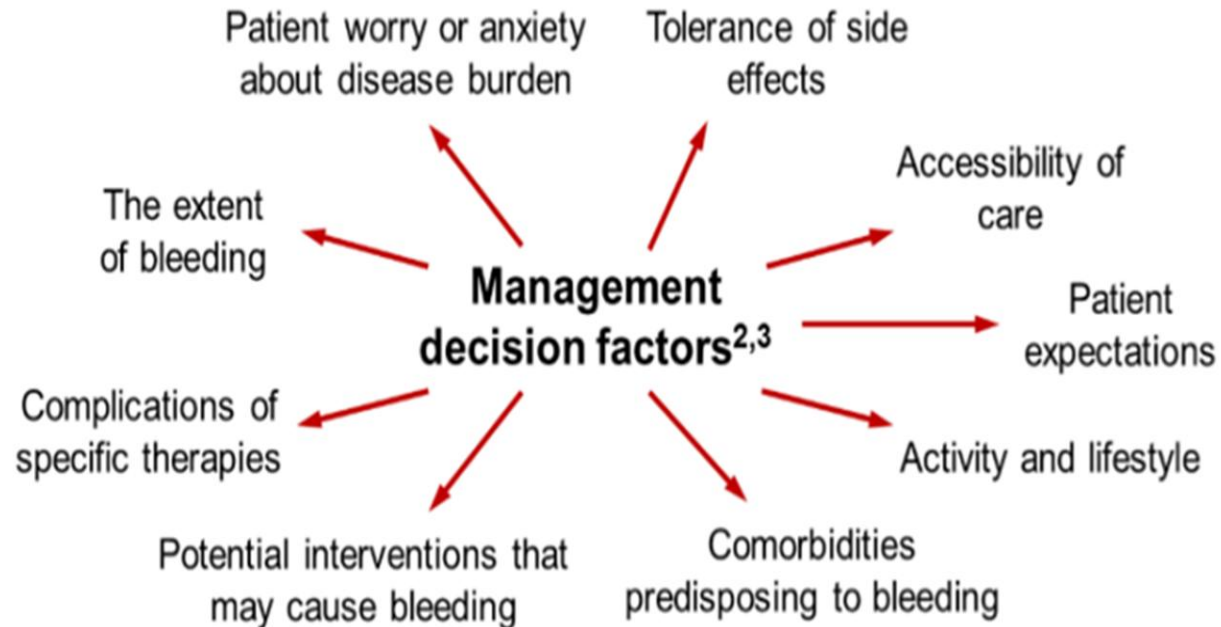 Patient worry or anxiety
about disease burden
Tolerance of side
effects
Accessibility of
care
The extent
of bleeding
Management
decision factors2,3
Patient
expectations
Complications of
specific therapies
Activity and lifestyle
Potential interventions that
may cause bleeding
Comorbidities
predisposing to bleeding